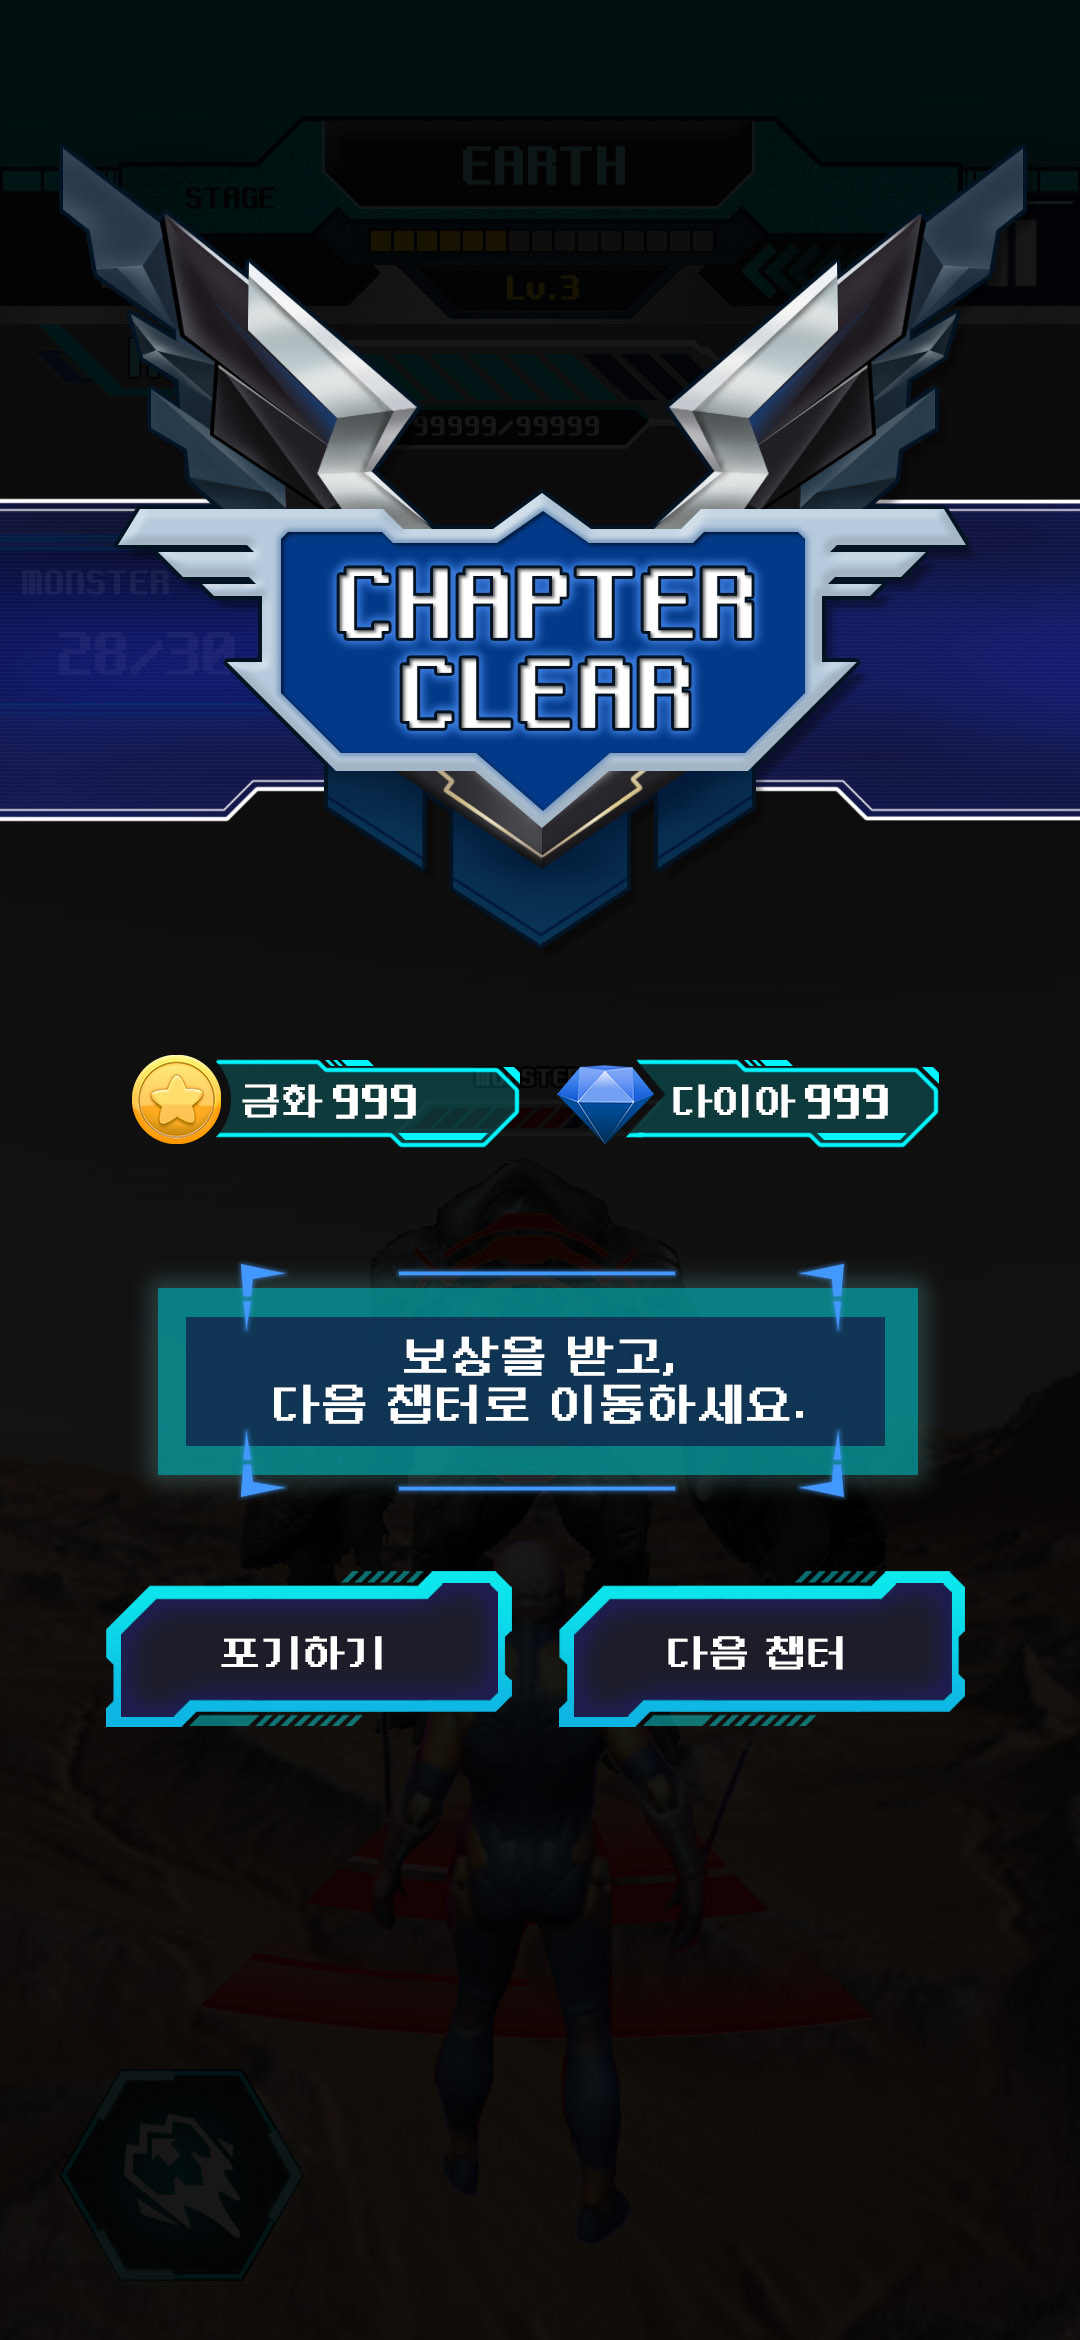 EARTH
STAGE
Lv.3
99999/99999
MONSTER
28/30
CHAPTER
CLEAR
금화 999
다이아 999
보상을 받고,
다음 챕터로 이동하세요.
포기하기
다음 챕터